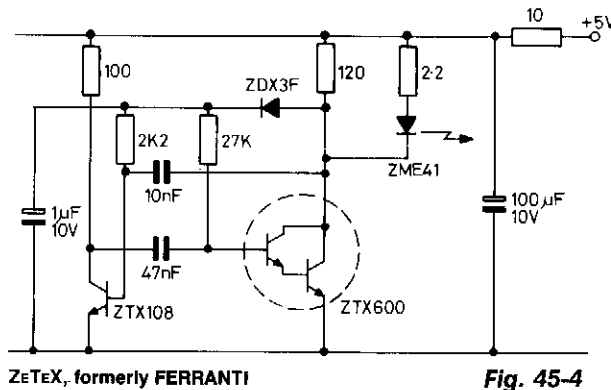 10
+5V
100
ZDX3F
120
2·2
2K2
27K
ZME41
10nF
1µF
10V
100µF
10V
47nF
ZTX108
ZTX600
ZETEX, formerly FERRANTI
Fig. 45-4